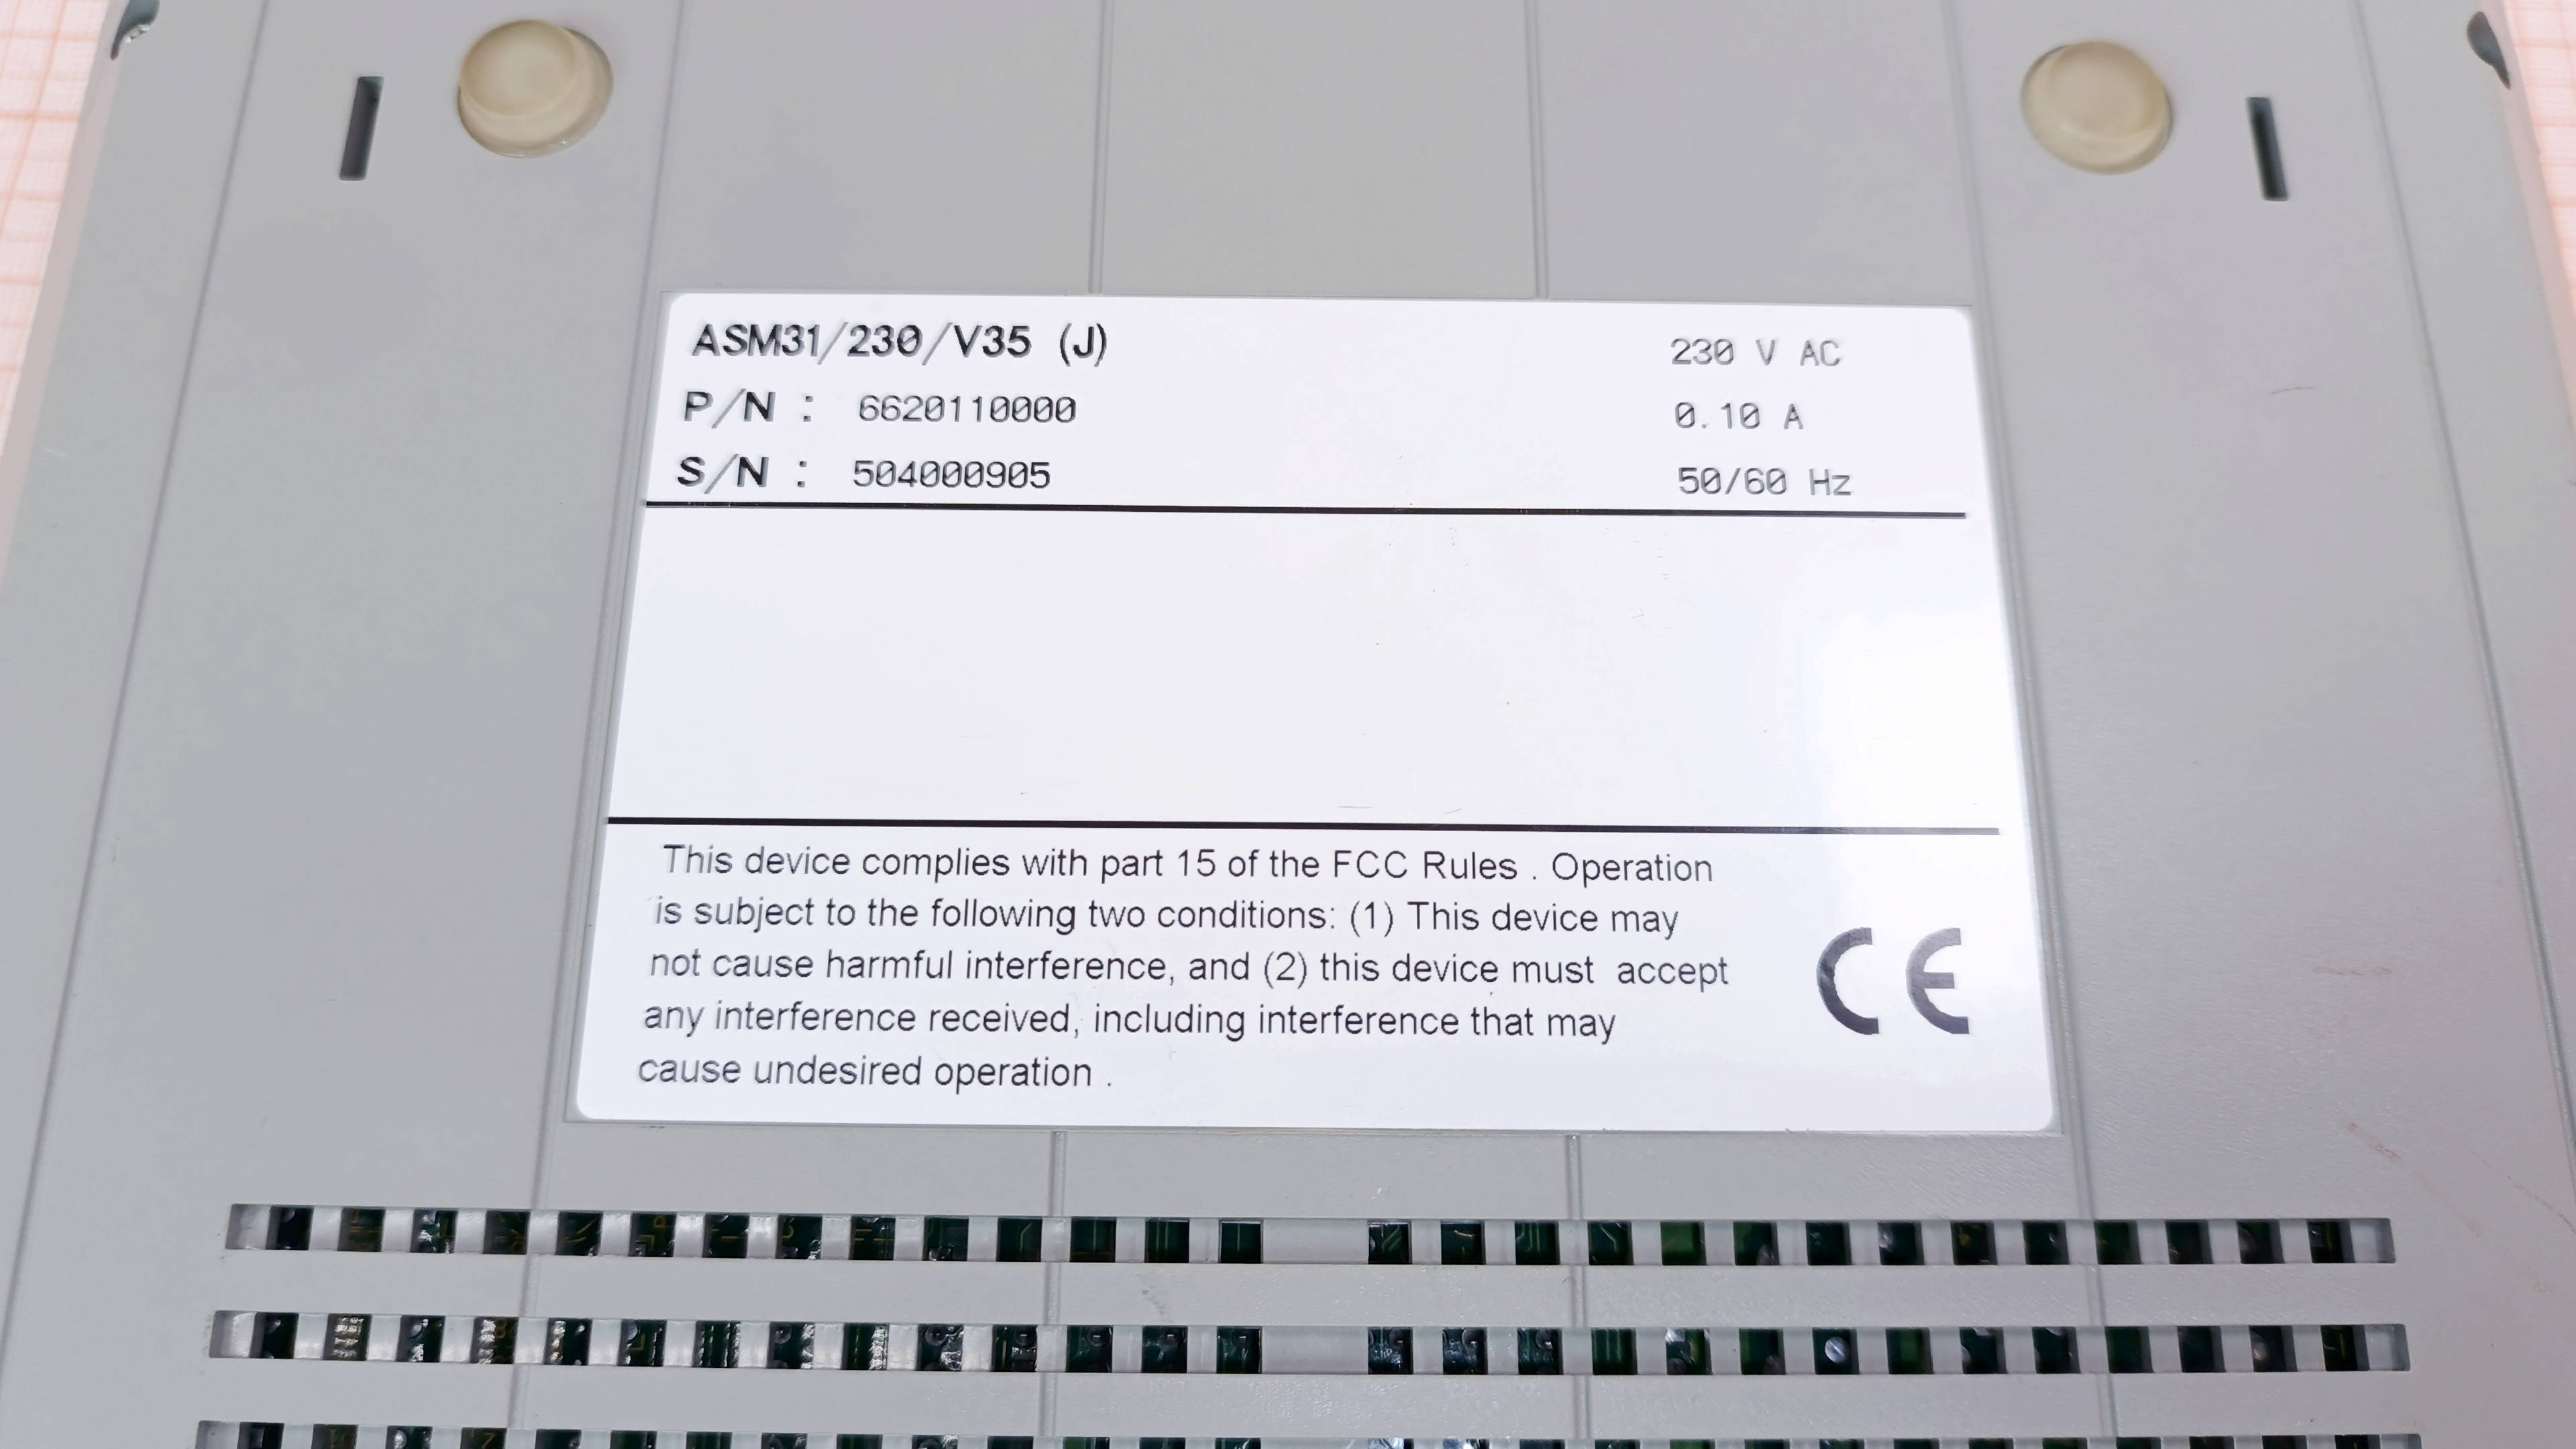 ASM31/230/V35 (J)
230 V AC
P/N : 6620110000
0.10 A
S/N : 504000905
50/60 Hz
This device complies with part 15 of the FCC Rules . Operation
is subject to the following two conditions: (1) This device may
not cause harmful interference, and (2) this device must accept
any interference received, including interference that may
cause undesired operation .
CE